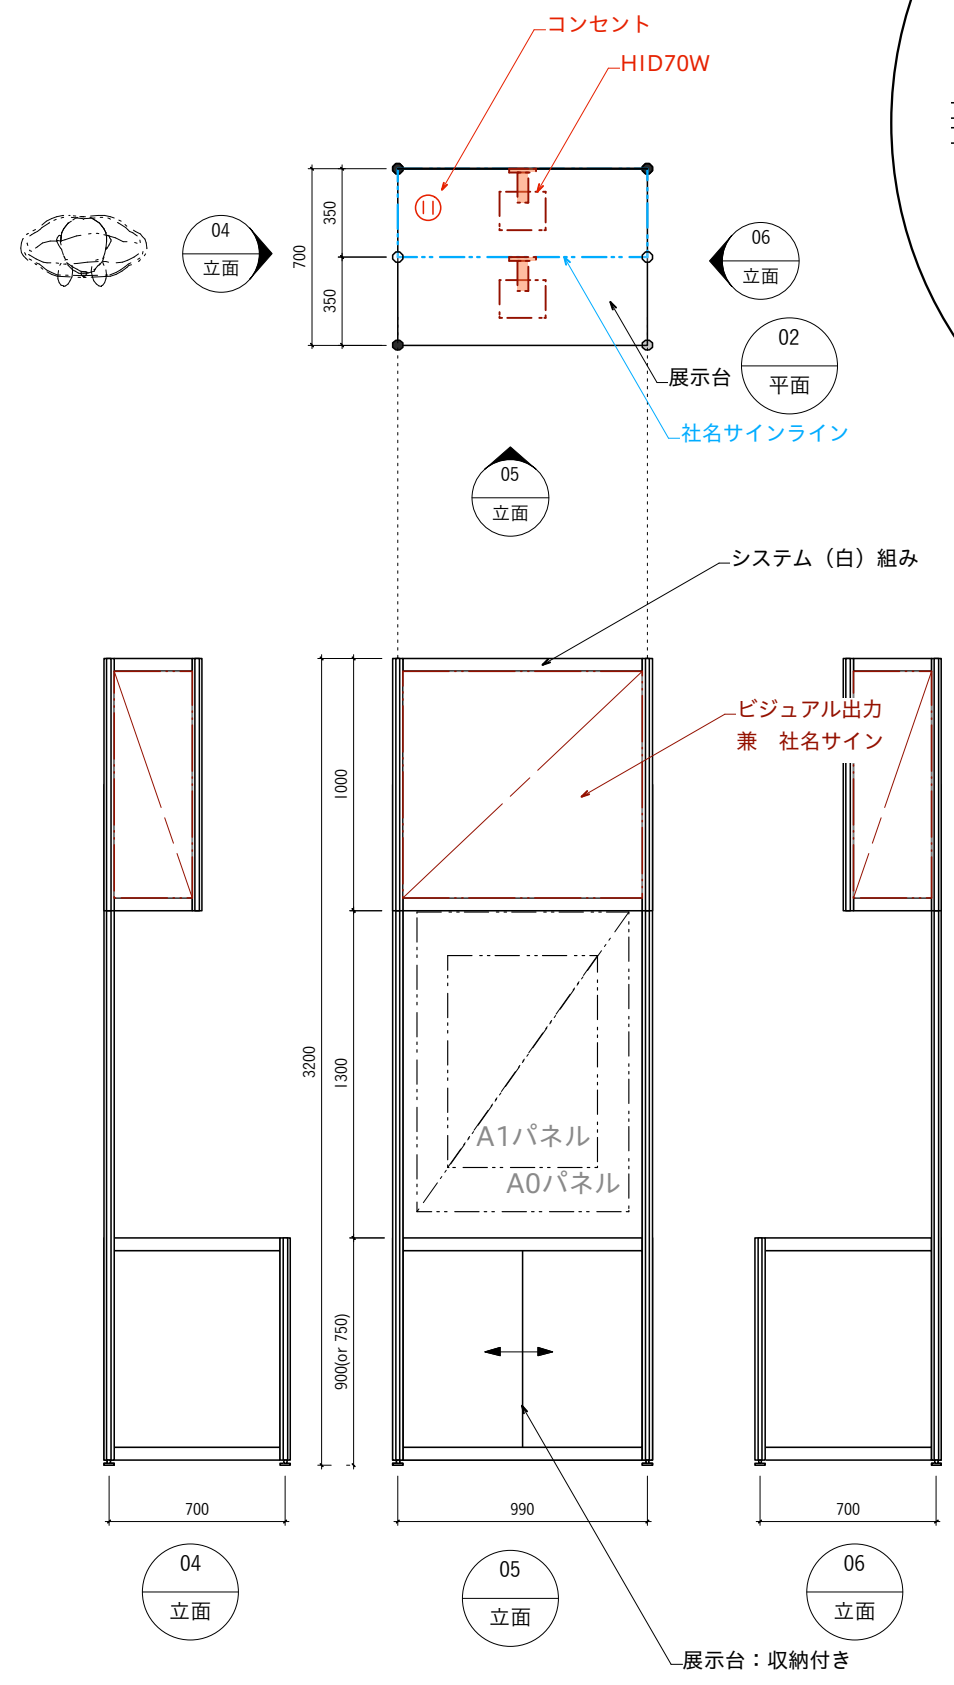 コンセント
HID70W
350
700
350
04
立面
06
立面
02
平面
展示台
社名サインライン
05
立面
システム（白）組み
ビジュアル出力
兼　社名サイン
1000
3200
1300
A1パネル
A0パネル
900(or 750)
700
990
700
04
立面
05
立面
06
立面
展示台：収納付き